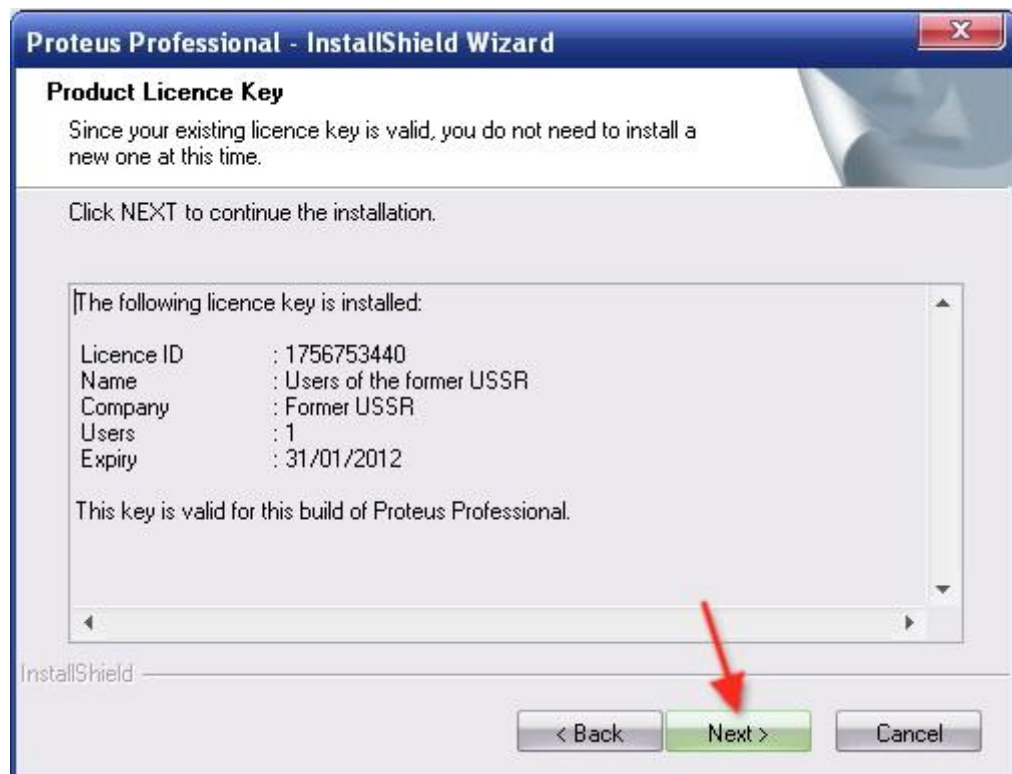 Proteus Professional - InstallShield Wizard
Product Licence Key
Since your existing licence key is valid, you do not need to install a
new one at this time.
Click NEXT to continue the installation.
The following licence key is installed:
Licence ID : 1756753440
Name : Users of the former USSR
Company : Former USSR
Users : 1
Expiry : 31/01/2012
This key is valid for this build of Proteus Professional.
InstallShield
< Back Next > Cancel